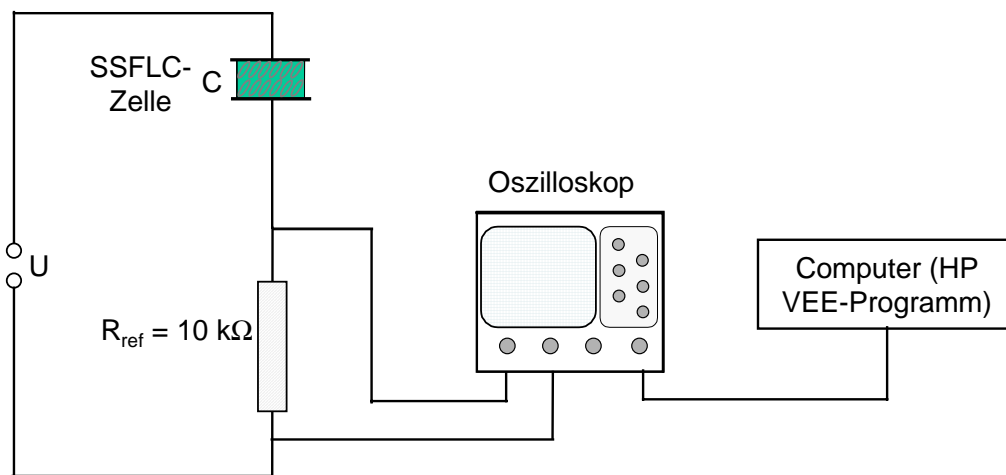 SSFLC-
Zelle
C
Oszilloskop
U
Computer (HP
VEE-Programm)
R_ref = 10 kΩ